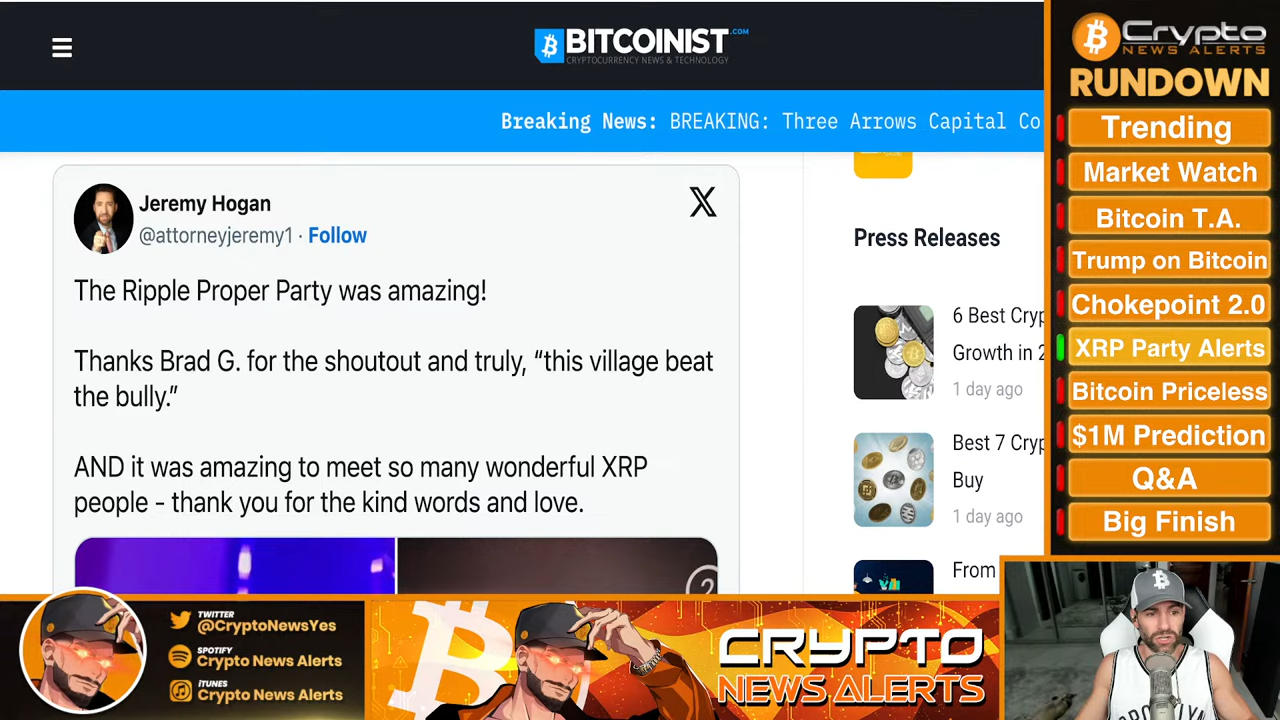 BITCOINIST.COM
CRYPTOCURRENCY NEWS & TECHNOLOGY
Breaking News: BREAKING: Three Arrows Capital Co
Jeremy Hogan
@attorneyjeremy1 · Follow
X
The Ripple Proper Party was amazing!
Thanks Brad G. for the shoutout and truly, “this village beat
the bully.”
AND it was amazing to meet so many wonderful XRP
people - thank you for the kind words and love.
Press Releases
6 Best Cryp
Growth in 2
1 day ago
Best 7 Cryp
Buy
1 day ago
From
Crypto
NEWS ALERTS
RUNDOWN
Trending
Market Watch
Bitcoin T.A.
Trump on Bitcoin
Chokepoint 2.0
XRP Party Alerts
Bitcoin Priceless
$1M Prediction
Q&A
Big Finish
TWITTER
@CryptoNewsYes
SPOTIFY
Crypto News Alerts
iTUNES
Crypto News Alerts
CRYPTO
NEWS ALERTS